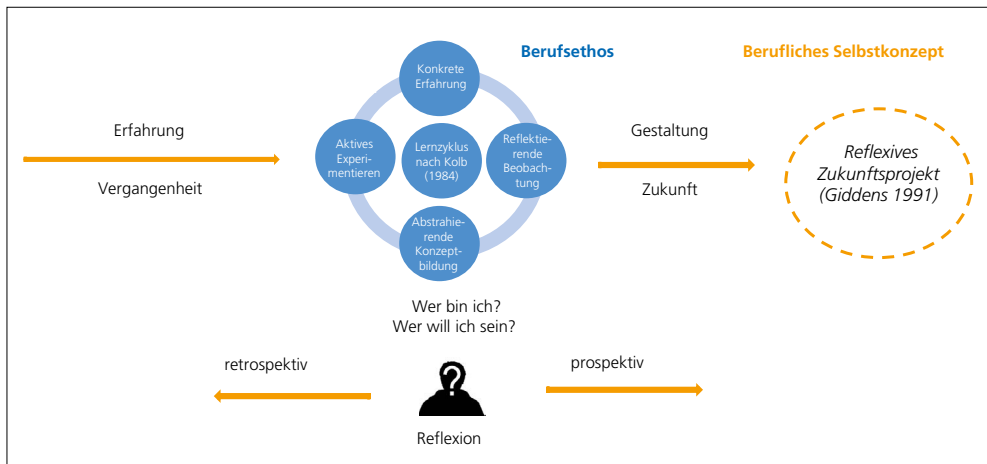 Berufsethos
Berufliches Selbstkonzept
Konkrete
Erfahrung
Erfahrung
Vergangenheit
Aktives
Experi-
mentieren
Lernzyklus
nach Kolb
(1984)
Reflektie-
rende
Beobach-
tung
Abstrahie-
rende
Konzept-
bildung
Gestaltung
Zukunft
Reflexives
Zukunftsprojekt
(Giddens 1991)
Wer bin ich?
Wer will ich sein?
retrospektiv
prospektiv
?
Reflexion